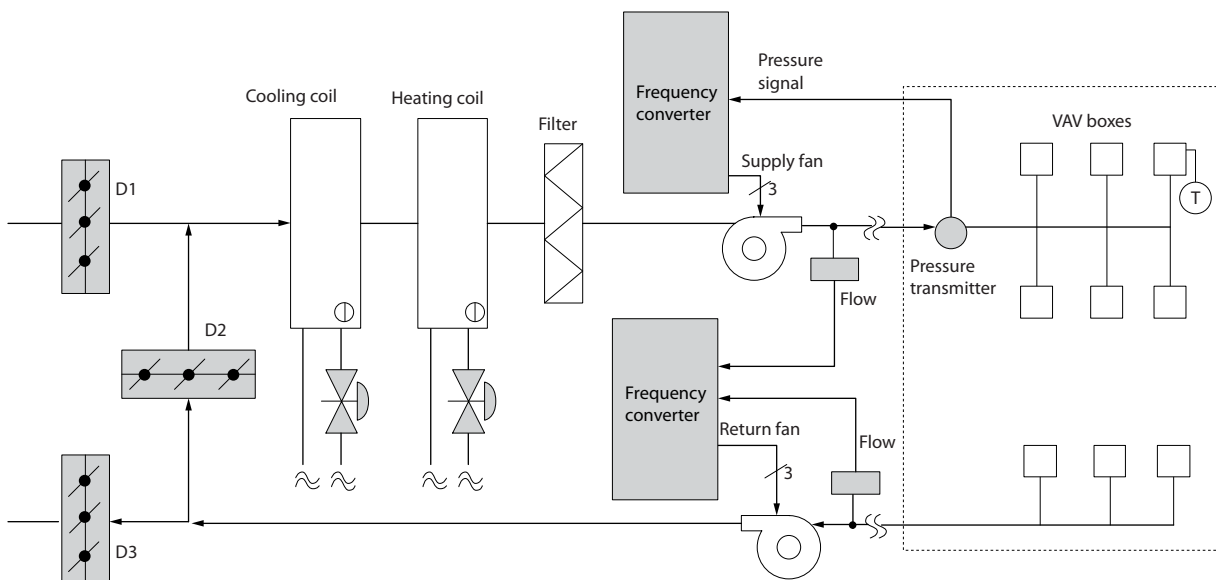 Pressure
signal
Cooling coil
Heating coil
Frequency
converter
Filter
VAV boxes
Supply fan
3
D1
T
Pressure
transmitter
Flow
D2
Frequency
converter
Return fan
Flow
3
D3